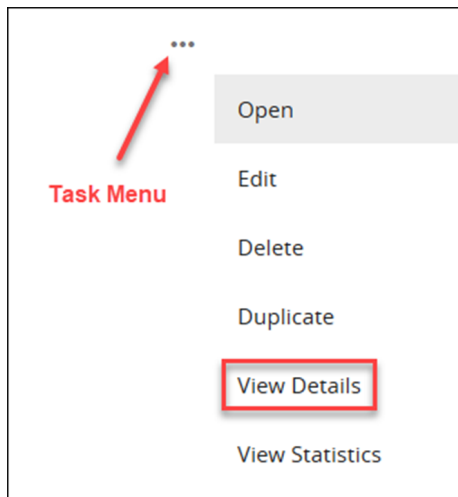 •••
Open
Task Menu
Edit
Delete
Duplicate
View Details
View Statistics